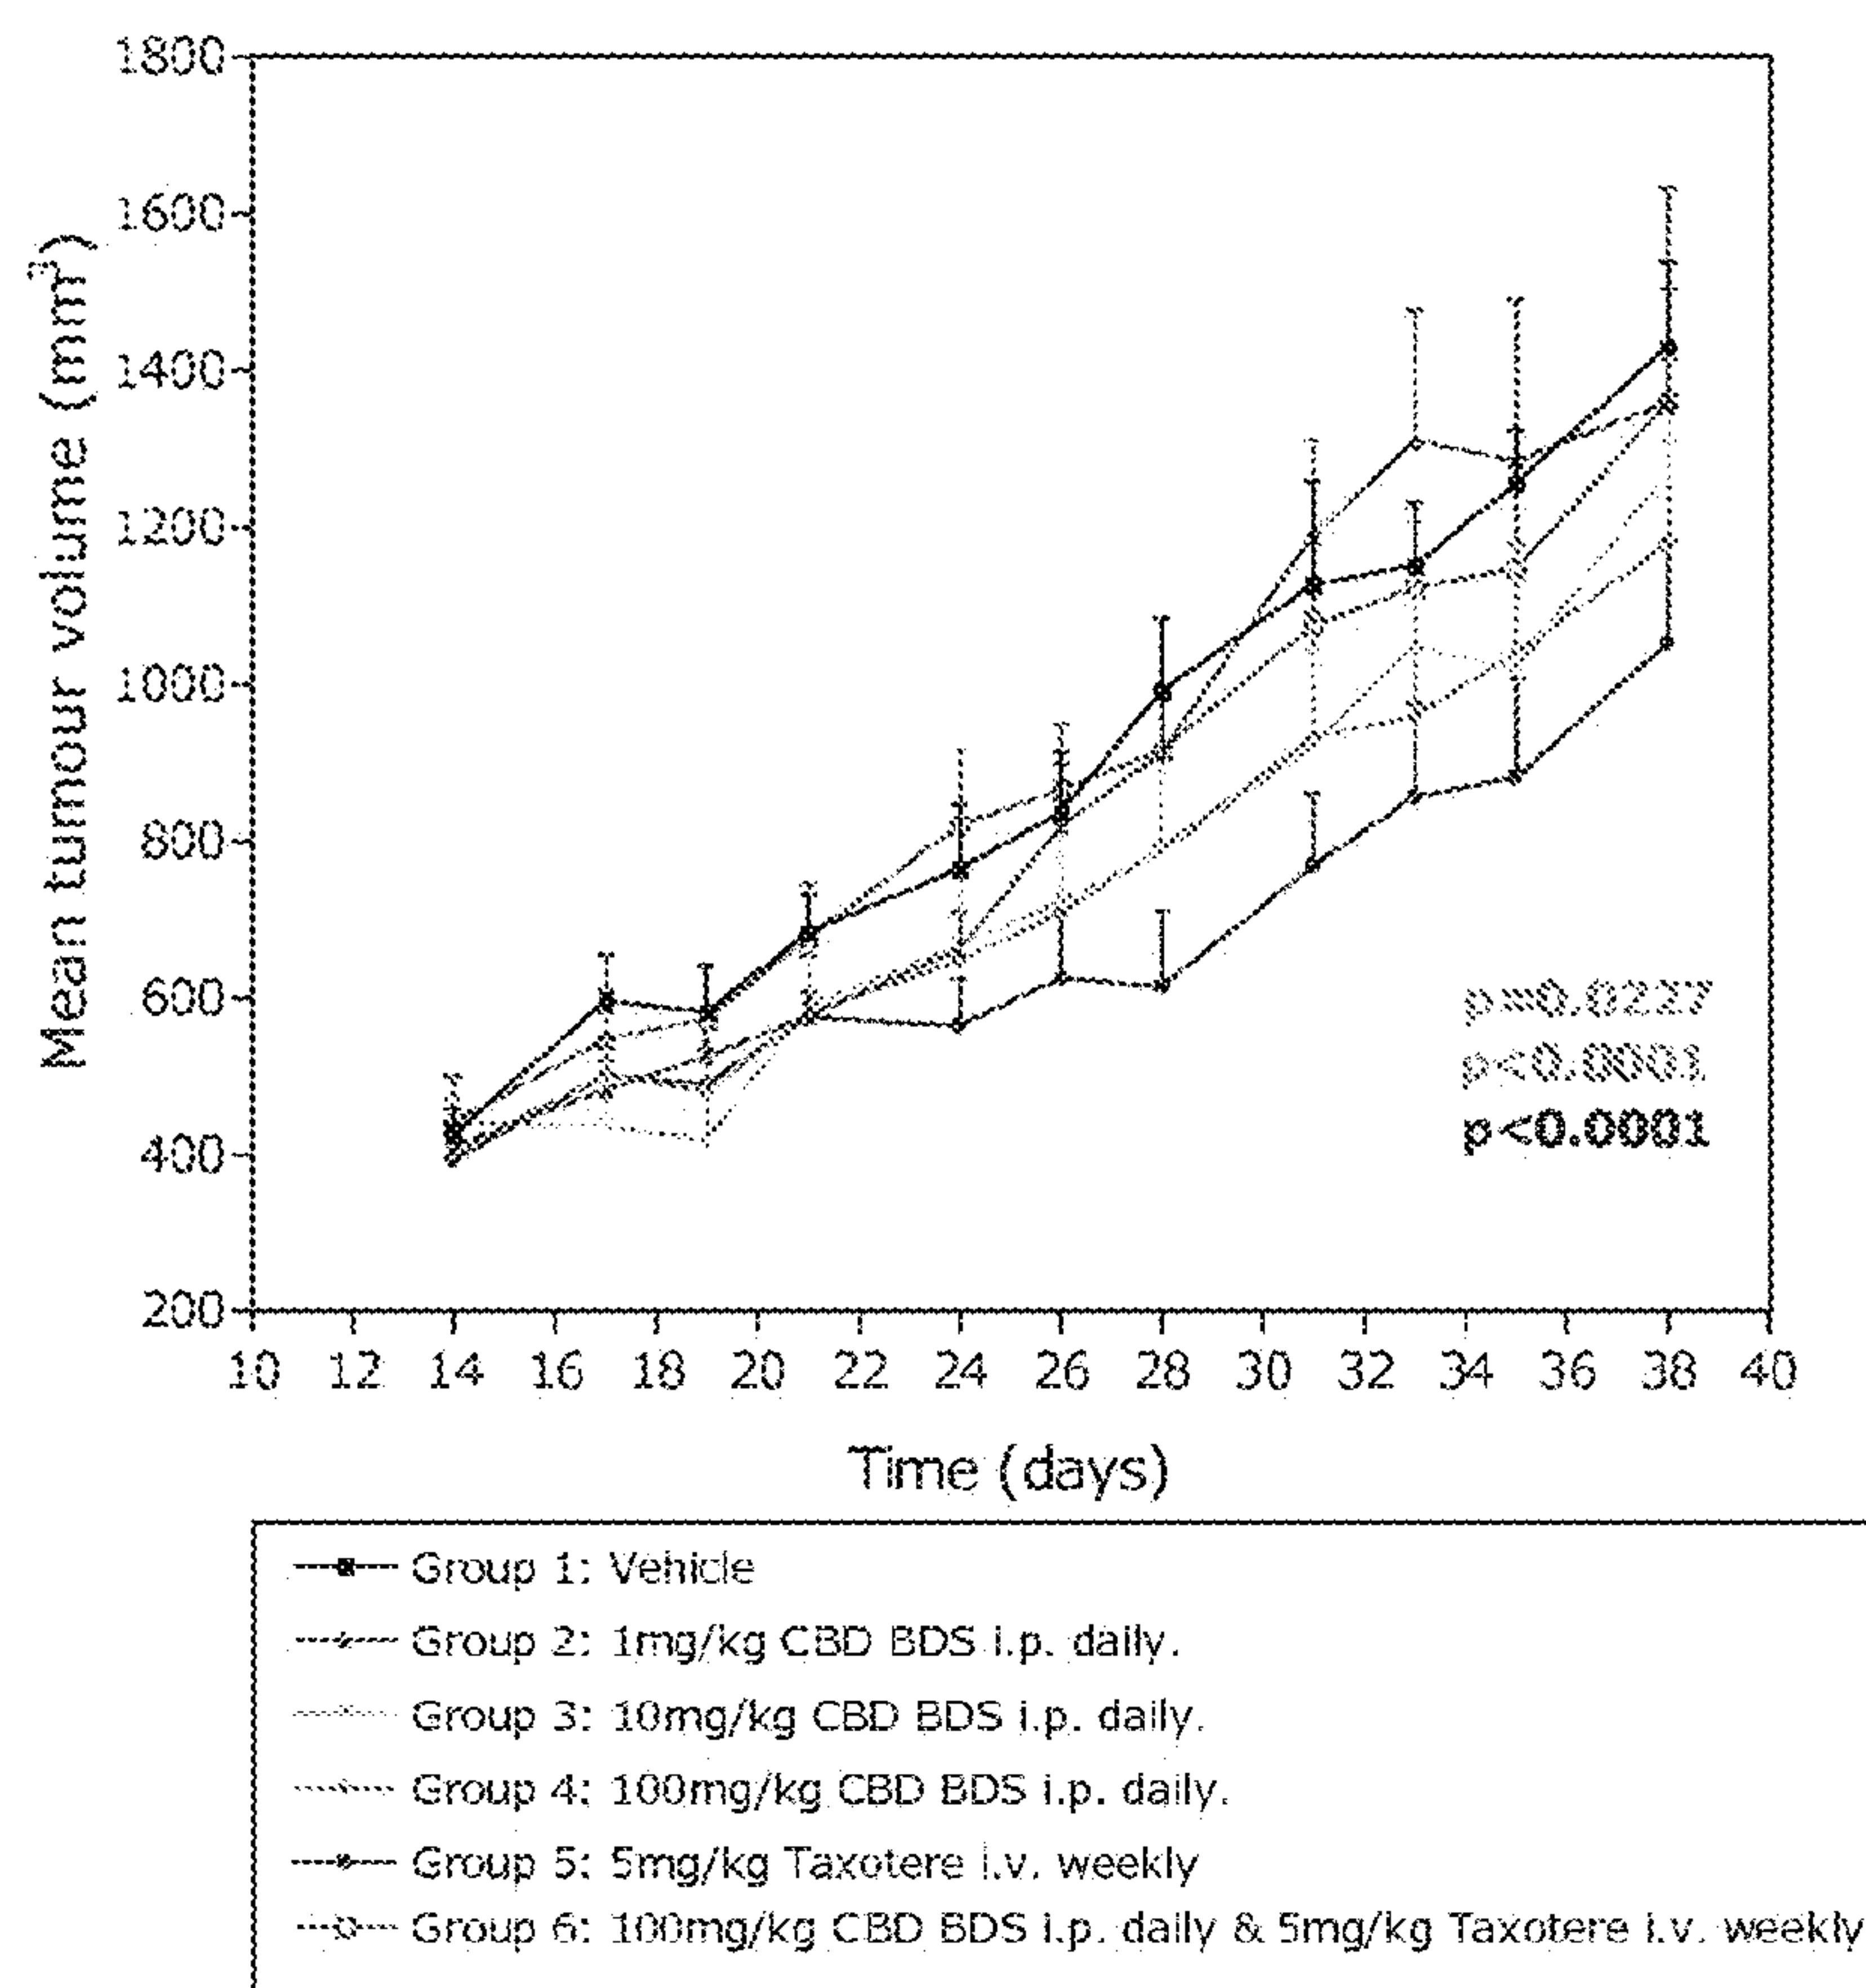 Mean tumour volume (mm³)
1800
1600
1400
1200
1000
800
600
400
200
p=0.0227
p<0.0001
p<0.0001
10 12 14 16 18 20 22 24 26 28 30 32 34 36 38 40
Time (days)
Group 1: Vehicle
Group 2: 1mg/kg CBD BDS i.p. daily.
Group 3: 10mg/kg CBD BDS i.p. daily.
Group 4: 100mg/kg CBD BDS i.p. daily.
Group 5: 5mg/kg Taxotere i.v. weekly
Group 6: 100mg/kg CBD BDS i.p. daily & 5mg/kg Taxotere i.v. weekly